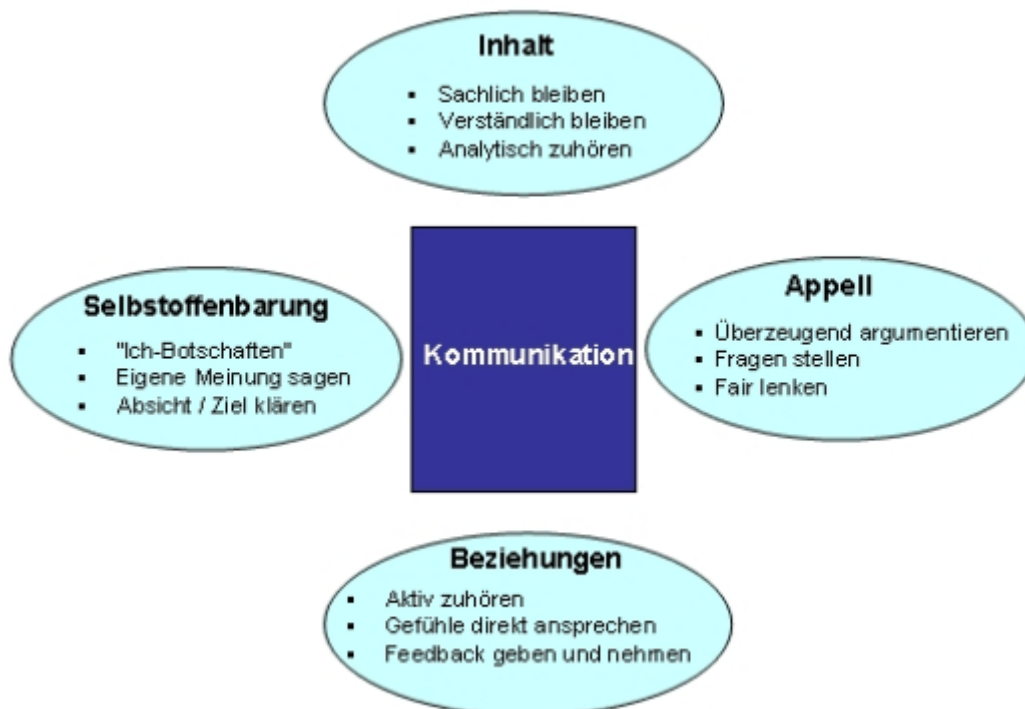 Inhalt
Sachlich bleiben
Verständlich bleiben
Analytisch zuhören
Selbstoffenbarung
"Ich-Botschaften"
Eigene Meinung sagen
Absicht / Ziel klären
Kommunikation
Appell
Überzeugend argumentieren
Fragen stellen
Fair lenken
Beziehungen
Aktiv zuhören
Gefühle direkt ansprechen
Feedback geben und nehmen